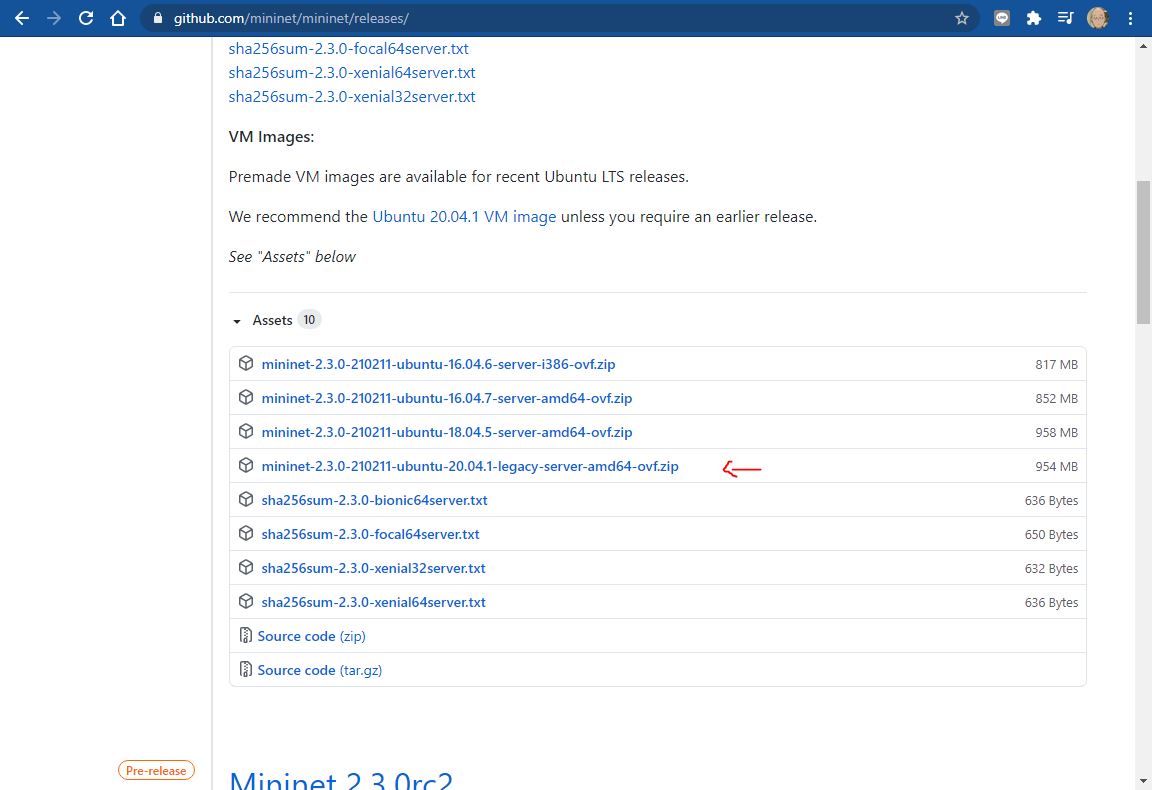 github.com/mininet/mininet/releases/
sha256sum-2.3.0-focal64server.txt
sha256sum-2.3.0-xenial64server.txt
sha256sum-2.3.0-xenial32server.txt
VM Images:
Premade VM images are available for recent Ubuntu LTS releases.
We recommend the Ubuntu 20.04.1 VM image unless you require an earlier release.
See "Assets" below
Assets 10
mininet-2.3.0-210211-ubuntu-16.04.6-server-i386-ovf.zip 817 MB
mininet-2.3.0-210211-ubuntu-16.04.7-server-amd64-ovf.zip 852 MB
mininet-2.3.0-210211-ubuntu-18.04.5-server-amd64-ovf.zip 958 MB
mininet-2.3.0-210211-ubuntu-20.04.1-legacy-server-amd64-ovf.zip 954 MB
sha256sum-2.3.0-bionic64server.txt 636 Bytes
sha256sum-2.3.0-focal64server.txt 650 Bytes
sha256sum-2.3.0-xenial32server.txt 632 Bytes
sha256sum-2.3.0-xenial64server.txt 636 Bytes
Source code (zip)
Source code (tar.gz)
Pre-release
Mininet 2.3.0rc2